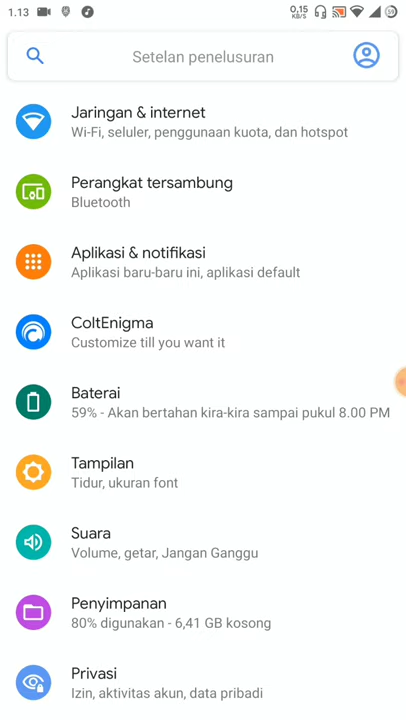 1.13
0,15
KB/S
59
Setelan penelusuran
Jaringan & internet
Wi-Fi, seluler, penggunaan kuota, dan hotspot
Perangkat tersambung
Bluetooth
Aplikasi & notifikasi
Aplikasi baru-baru ini, aplikasi default
ColtEnigma
Customize till you want it
Baterai
59% - Akan bertahan kira-kira sampai pukul 8.00 PM
Tampilan
Tidur, ukuran font
Suara
Volume, getar, Jangan Ganggu
Penyimpanan
80% digunakan - 6,41 GB kosong
Privasi
Izin, aktivitas akun, data pribadi